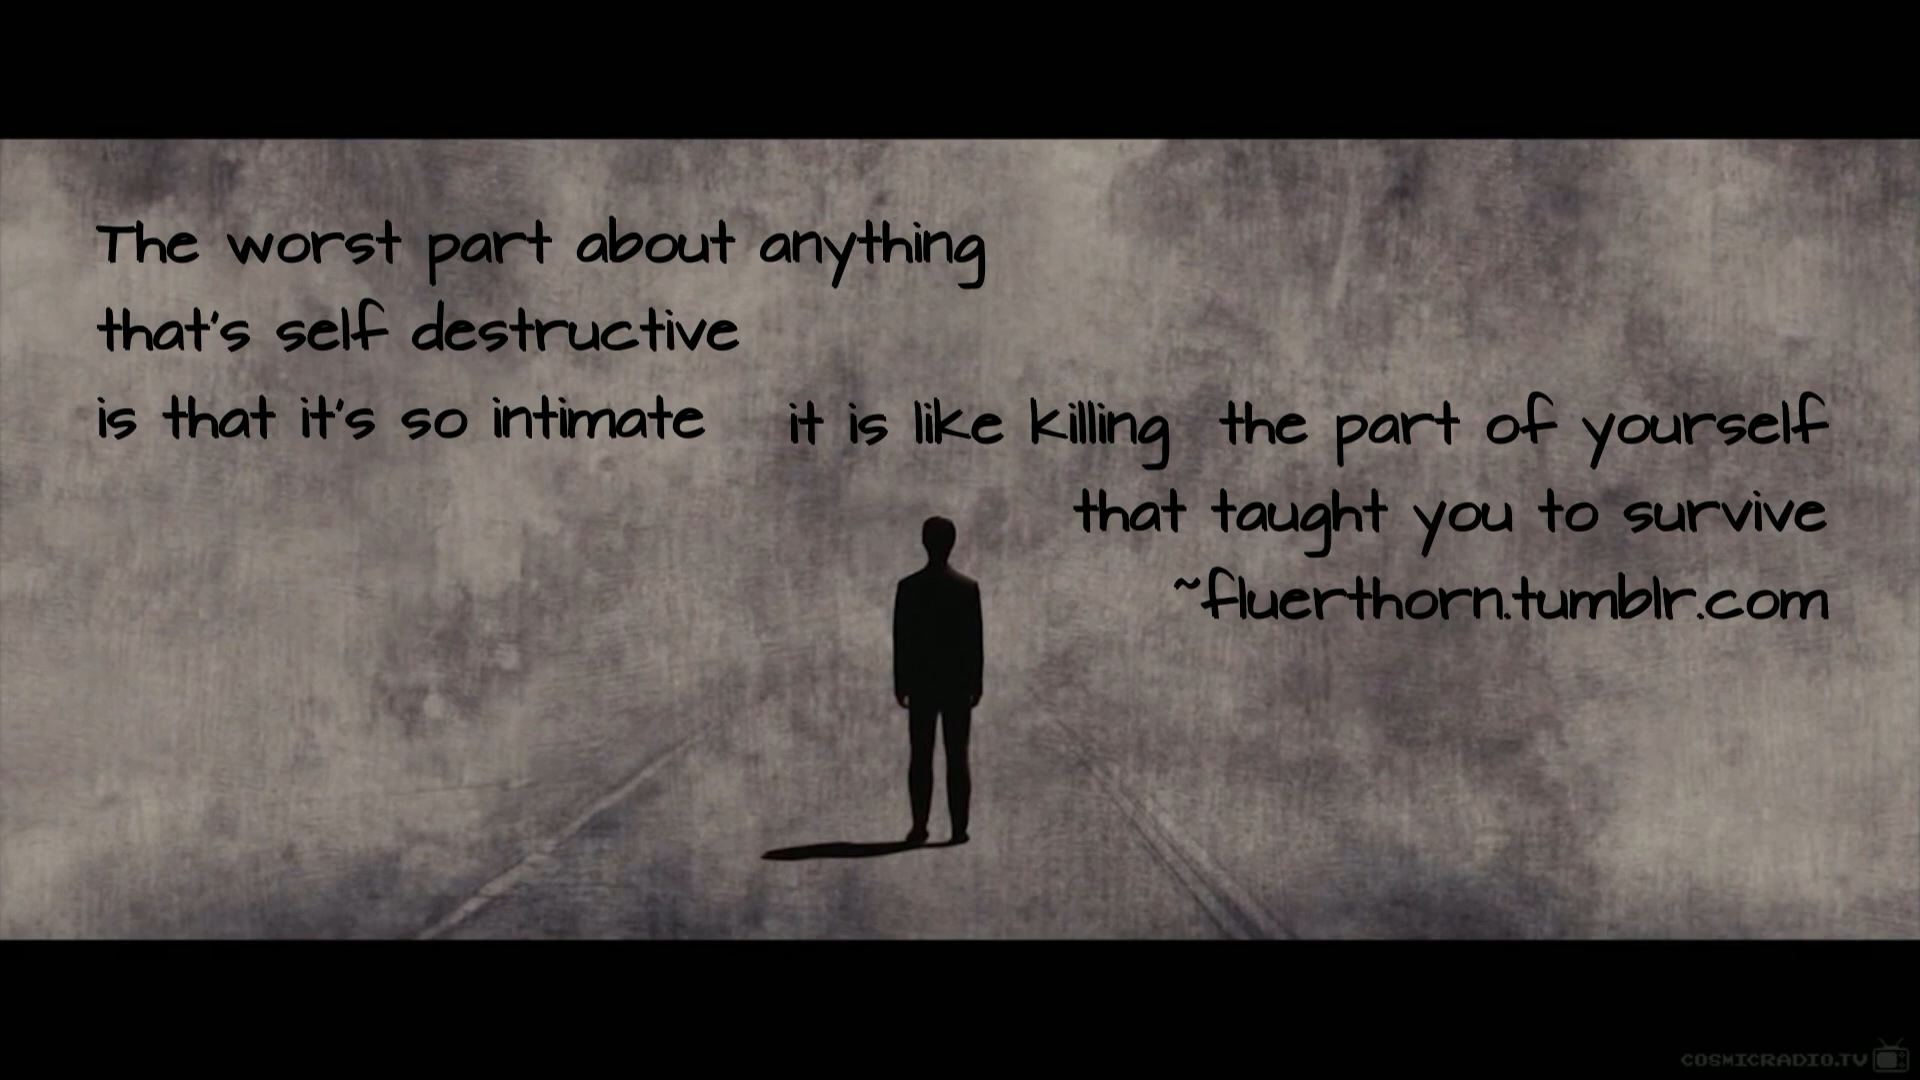 The worst part about anything
that's self destructive
is that it's so intimate
it is like killing the part of yourself
that taught you to survive
~fluerthorn.tumblr.com
COSMICRADIO.TV